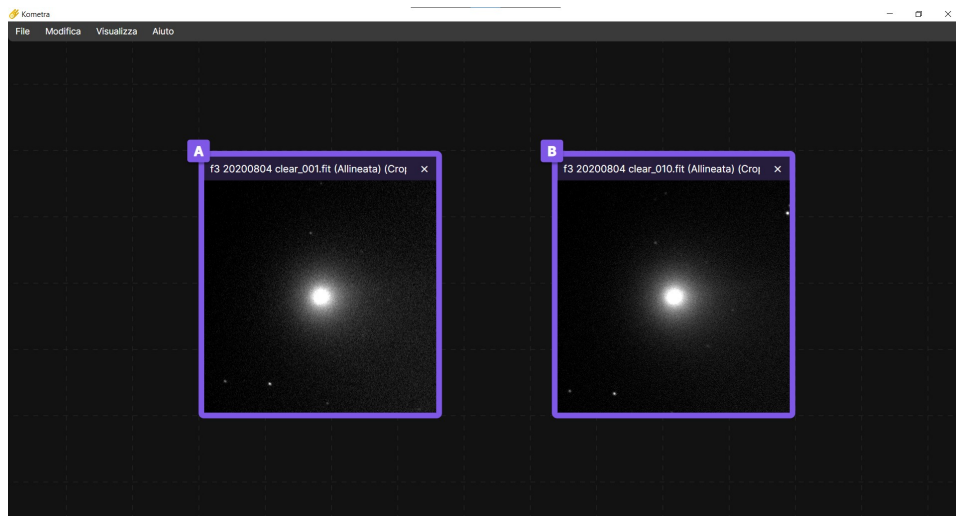 Kometra
File Modifica Visualizza Aiuto
A
B
f3 20200804 clear_001.fit (Allineata) (Cro
f3 20200804 clear_010.fit (Allineata) (Cro